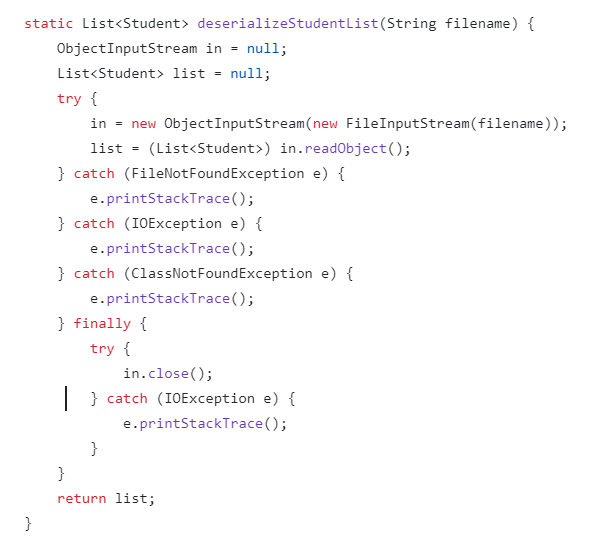 static List<Student> deserializeStudentList(String filename) {
    ObjectInputStream in = null;
    List<Student> list = null;
    try {
        in = new ObjectInputStream(new FileInputStream(filename));
        list = (List<Student>) in.readObject();
    } catch (FileNotFoundException e) {
        e.printStackTrace();
    } catch (IOException e) {
        e.printStackTrace();
    } catch (ClassNotFoundException e) {
        e.printStackTrace();
    } finally {
        try {
            in.close();
        } catch (IOException e) {
            e.printStackTrace();
        }
    }
    return list;
}